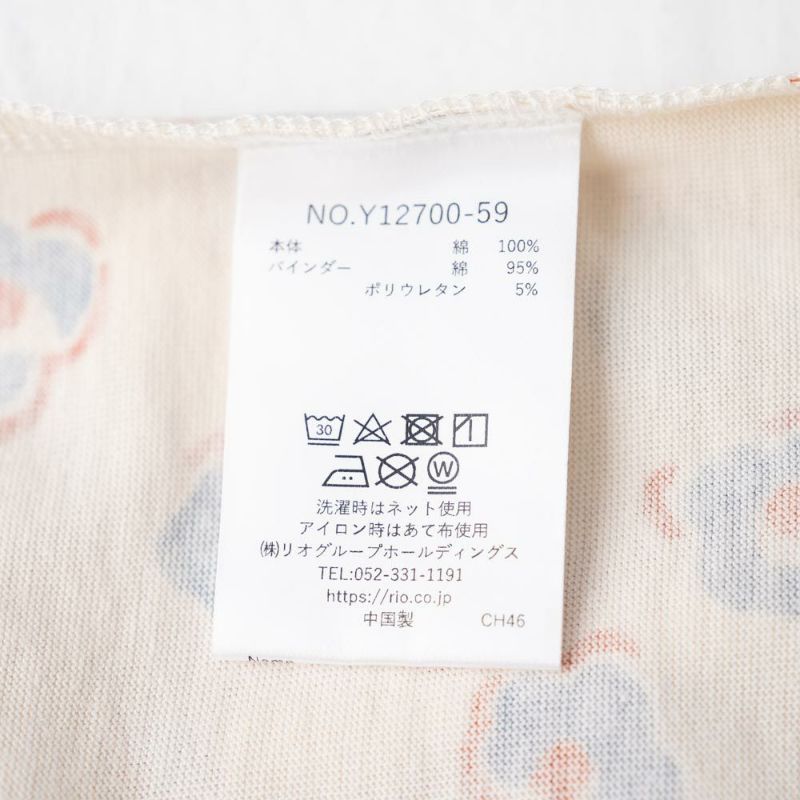 NO.Y12700-59
本体 綿 100%
バインダー 綿 95%
ポリウレタン 5%
30
W
洗濯時はネット使用
アイロン時はあて布使用
㈱リオグループホールディングス
TEL:052-331-1191
https://rio.co.jp
中国製 CH46